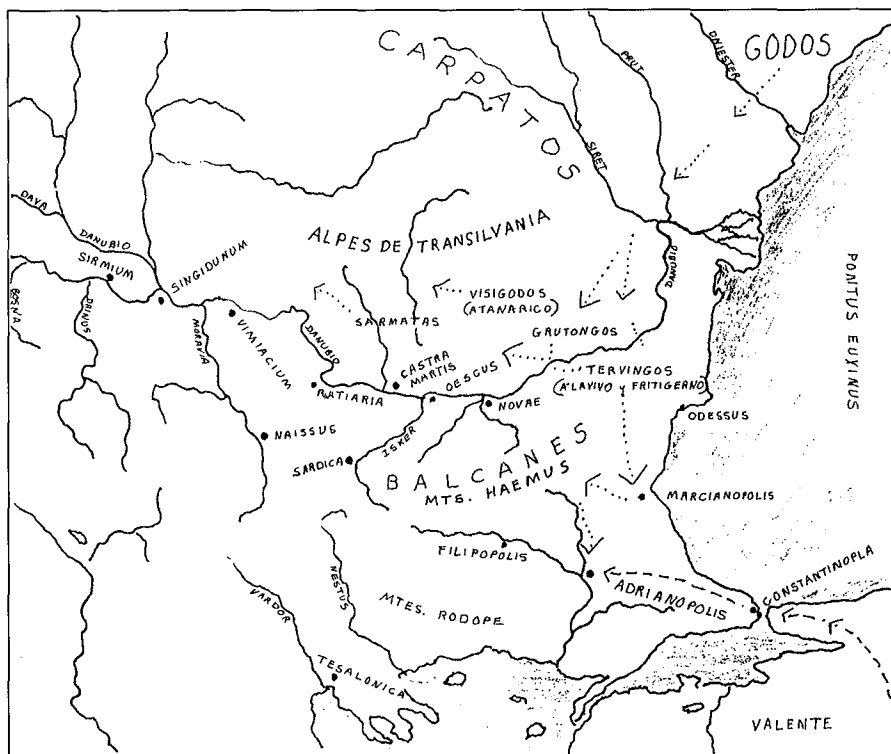 CARPATOS
PRUT
DNIESTER
GODOS
SIRET
DAVA
DANUBIO
SIRMIUM
SINGIDUNUM
ALPES DE TRANSILVANIA
VISIGODOS
(ATANARICO)
SARMATAS
GRUTONGOS
DANUBIO
PONTUS EUXINUS
BOSNA
DRINUS
MORAVIA
VIMIACIUM
DANUBIO
CASTRA
MARTIS
OESCUS
TERVINGOS
(ALAVIVO y FRITIGERNO)
RATIARIA
NOVAE
ODESSUS
NAISSUS
ISKER
SARDICA
BALCANES
MTS. HAEMUS
MARCIANOPOLIS
FILIPOPOLIS
ADRIANOPOLIS
CONSTANTINOPLA
VARDOR
NESTUS
MTES. RODOPE
TESALONICA
VALENTE